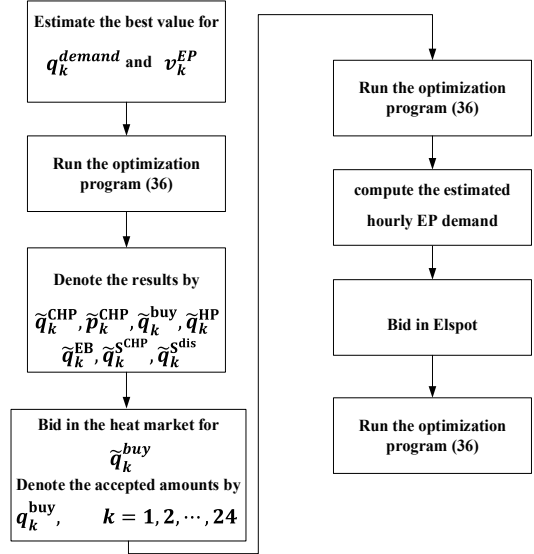 Estimate the best value for
q_k^{demand} and v_k^{EP}
Run the optimization
program (36)
Denote the results by
q̃_k^{CHP}, p̃_k^{CHP}, q̃_k^{buy}, q̃_k^{HP}
q̃_k^{EB}, q̃_k^{S^{CHP}}, q̃_k^{S^{dis}}
Bid in the heat market for
q̃_k^{buy}
Denote the accepted amounts by
q_k^{buy}, k = 1, 2, ⋯, 24
Run the optimization
program (36)
compute the estimated
hourly EP demand
Bid in Elspot
Run the optimization
program (36)